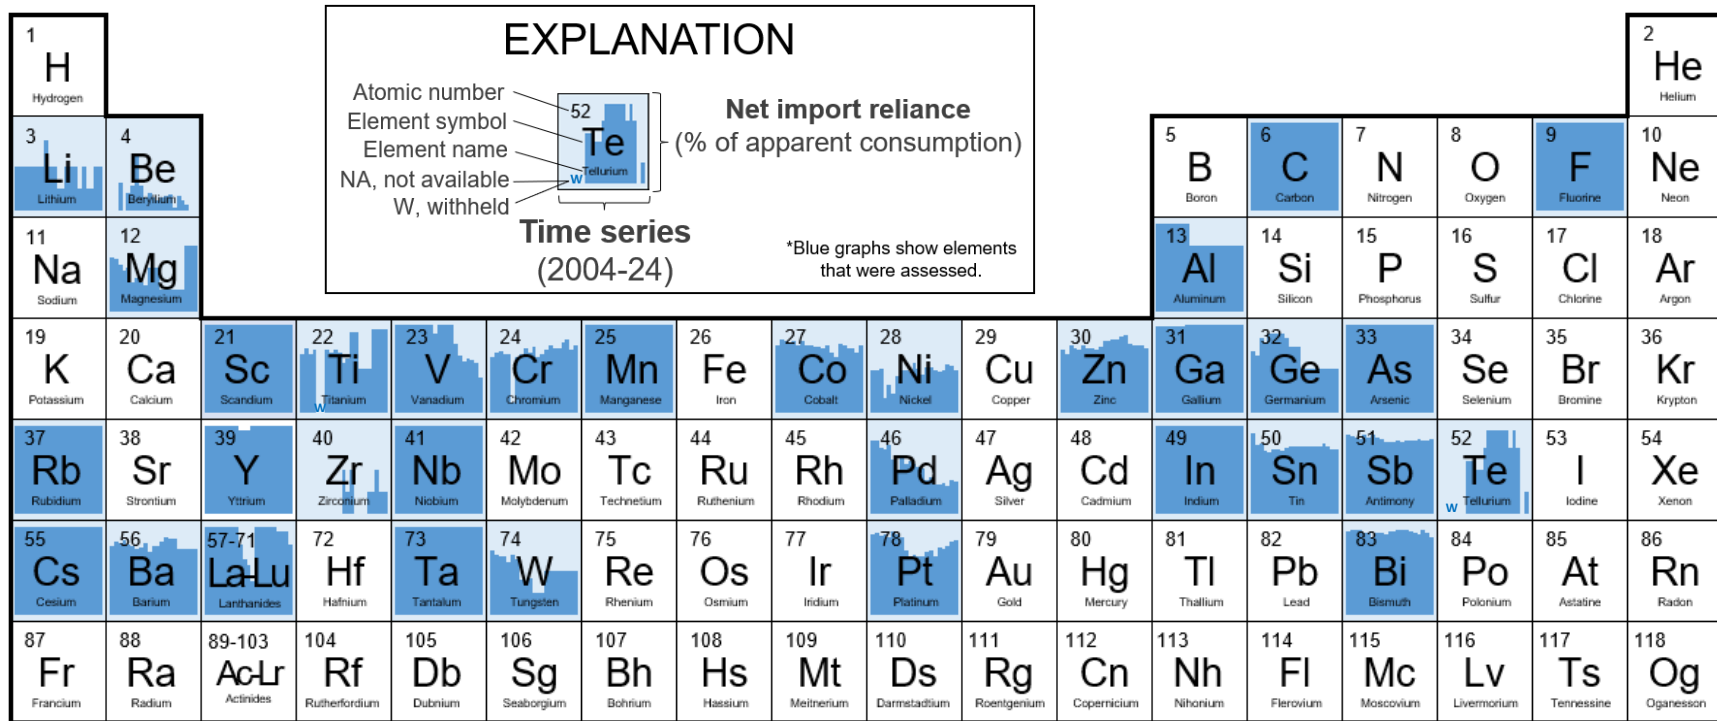 EXPLANATION
Atomic number
Element symbol
Element name
NA, not available
W, withheld
52
Te
Tellurium
W
Net import reliance
(% of apparent consumption)
Time series
(2004-24)
*Blue graphs show elements
that were assessed.
1
H
Hydrogen
2
He
Helium
3
Li
Lithium
4
Be
Beryllium
5
B
Boron
6
C
Carbon
7
N
Nitrogen
8
O
Oxygen
9
F
Fluorine
10
Ne
Neon
11
Na
Sodium
12
Mg
Magnesium
13
Al
Aluminum
14
Si
Silicon
15
P
Phosphorus
16
S
Sulfur
17
Cl
Chlorine
18
Ar
Argon
19
K
Potassium
20
Ca
Calcium
21
Sc
Scandium
22
Ti
Titanium
W
23
V
Vanadium
24
Cr
Chromium
25
Mn
Manganese
26
Fe
Iron
27
Co
Cobalt
28
Ni
Nickel
29
Cu
Copper
30
Zn
Zinc
31
Ga
Gallium
32
Ge
Germanium
33
As
Arsenic
34
Se
Selenium
35
Br
Bromine
36
Kr
Krypton
37
Rb
Rubidium
38
Sr
Strontium
39
Y
Yttrium
40
Zr
Zirconium
41
Nb
Niobium
42
Mo
Molybdenum
43
Tc
Technetium
44
Ru
Ruthenium
45
Rh
Rhodium
46
Pd
Palladium
47
Ag
Silver
48
Cd
Cadmium
49
In
Indium
50
Sn
Tin
51
Sb
Antimony
52
Te
Tellurium
W
53
I
Iodine
54
Xe
Xenon
55
Cs
Cesium
56
Ba
Barium
57-71
La-Lu
Lanthanides
72
Hf
Hafnium
73
Ta
Tantalum
74
W
Tungsten
75
Re
Rhenium
76
Os
Osmium
77
Ir
Iridium
78
Pt
Platinum
79
Au
Gold
80
Hg
Mercury
81
Tl
Thallium
82
Pb
Lead
83
Bi
Bismuth
84
Po
Polonium
85
At
Astatine
86
Rn
Radon
87
Fr
Francium
88
Ra
Radium
89-103
Ac-Lr
Actinides
104
Rf
Rutherfordium
105
Db
Dubnium
106
Sg
Seaborgium
107
Bh
Bohrium
108
Hs
Hassium
109
Mt
Meitnerium
110
Ds
Darmstadtium
111
Rg
Roentgenium
112
Cn
Copernicium
113
Nh
Nihonium
114
Fl
Flerovium
115
Mc
Moscovium
116
Lv
Livermorium
117
Ts
Tennessine
118
Og
Oganesson